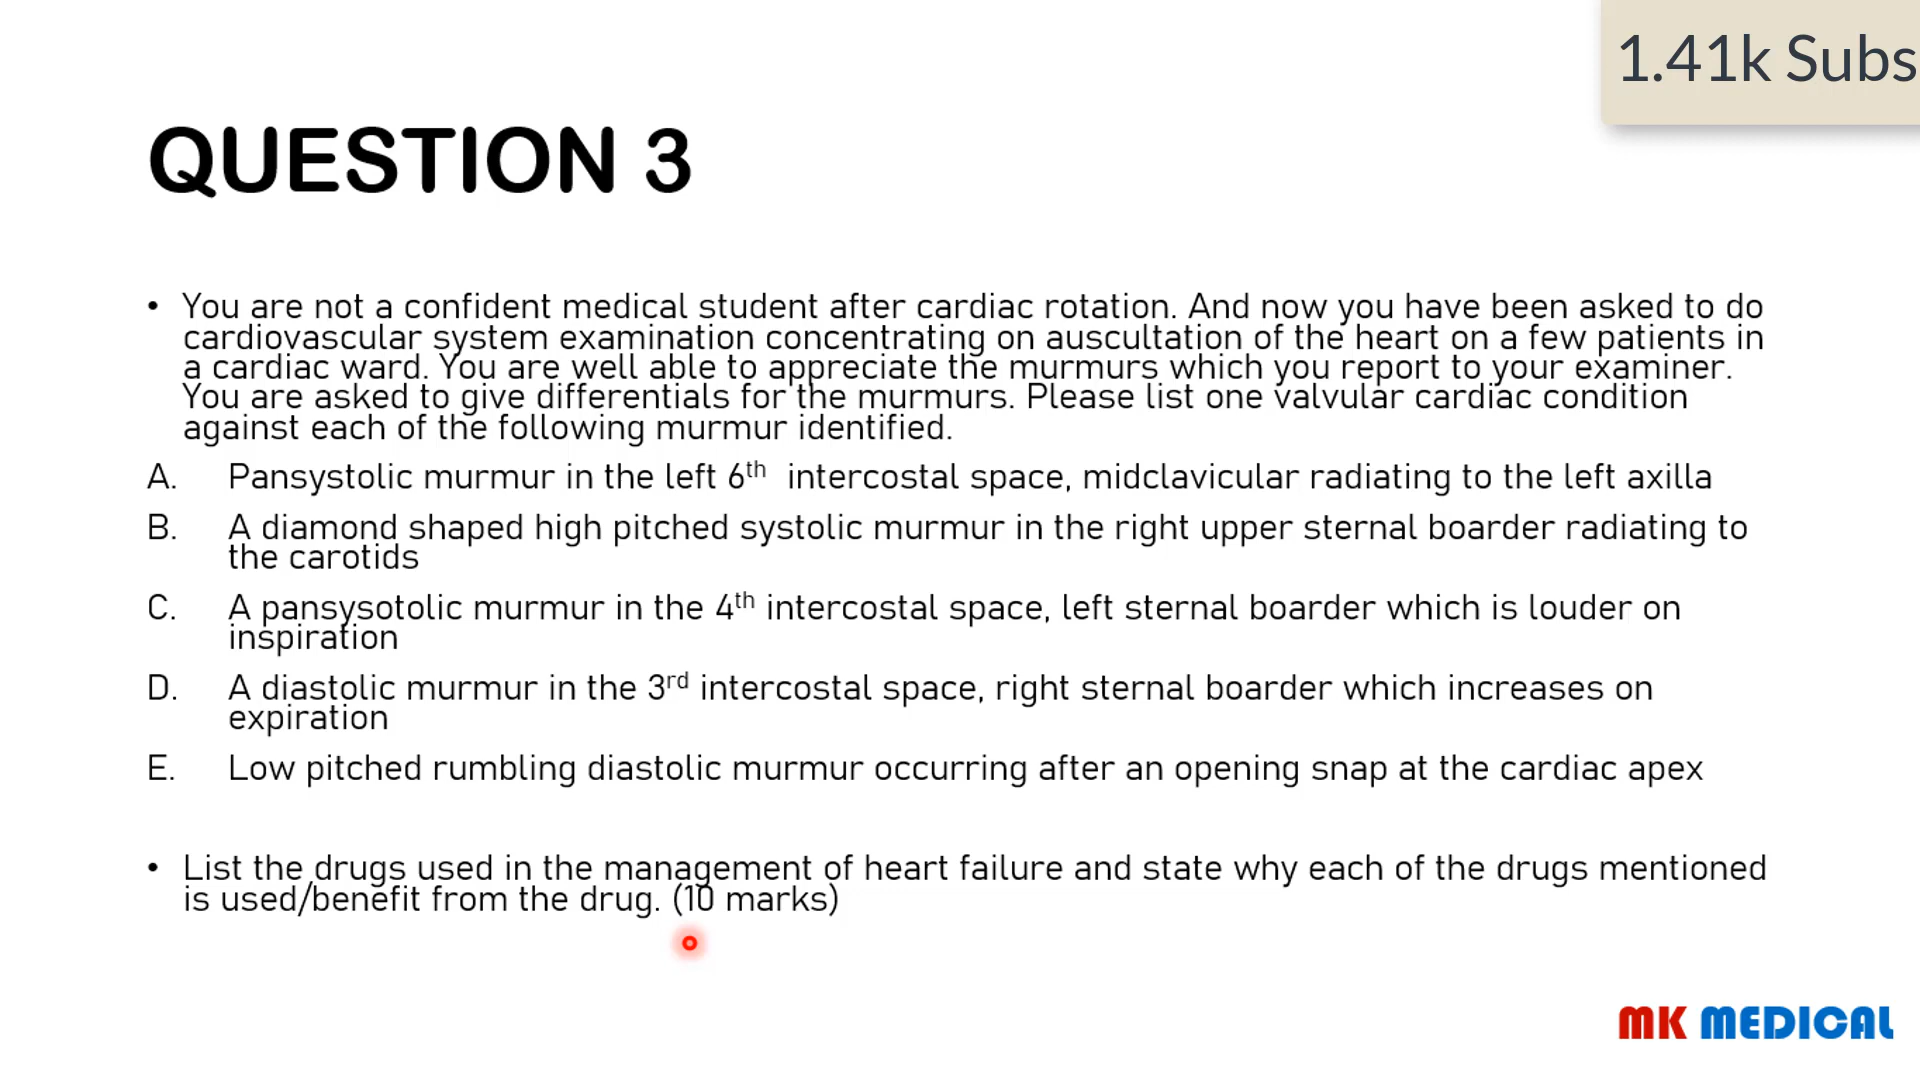 1.41k Subs
QUESTION 3
• You are not a confident medical student after cardiac rotation. And now you have been asked to do
cardiovascular system examination concentrating on auscultation of the heart on a few patients in
a cardiac ward. You are well able to appreciate the murmurs which you report to your examiner.
You are asked to give differentials for the murmurs. Please list one valvular cardiac condition
against each of the following murmur identified.
A. Pansystolic murmur in the left 6th intercostal space, midclavicular radiating to the left axilla
B. A diamond shaped high pitched systolic murmur in the right upper sternal boarder radiating to
the carotids
C. A pansysotolic murmur in the 4th intercostal space, left sternal boarder which is louder on
inspiration
D. A diastolic murmur in the 3rd intercostal space, right sternal boarder which increases on
expiration
E. Low pitched rumbling diastolic murmur occurring after an opening snap at the cardiac apex
• List the drugs used in the management of heart failure and state why each of the drugs mentioned
is used/benefit from the drug. (10 marks)
MK MEDICAL